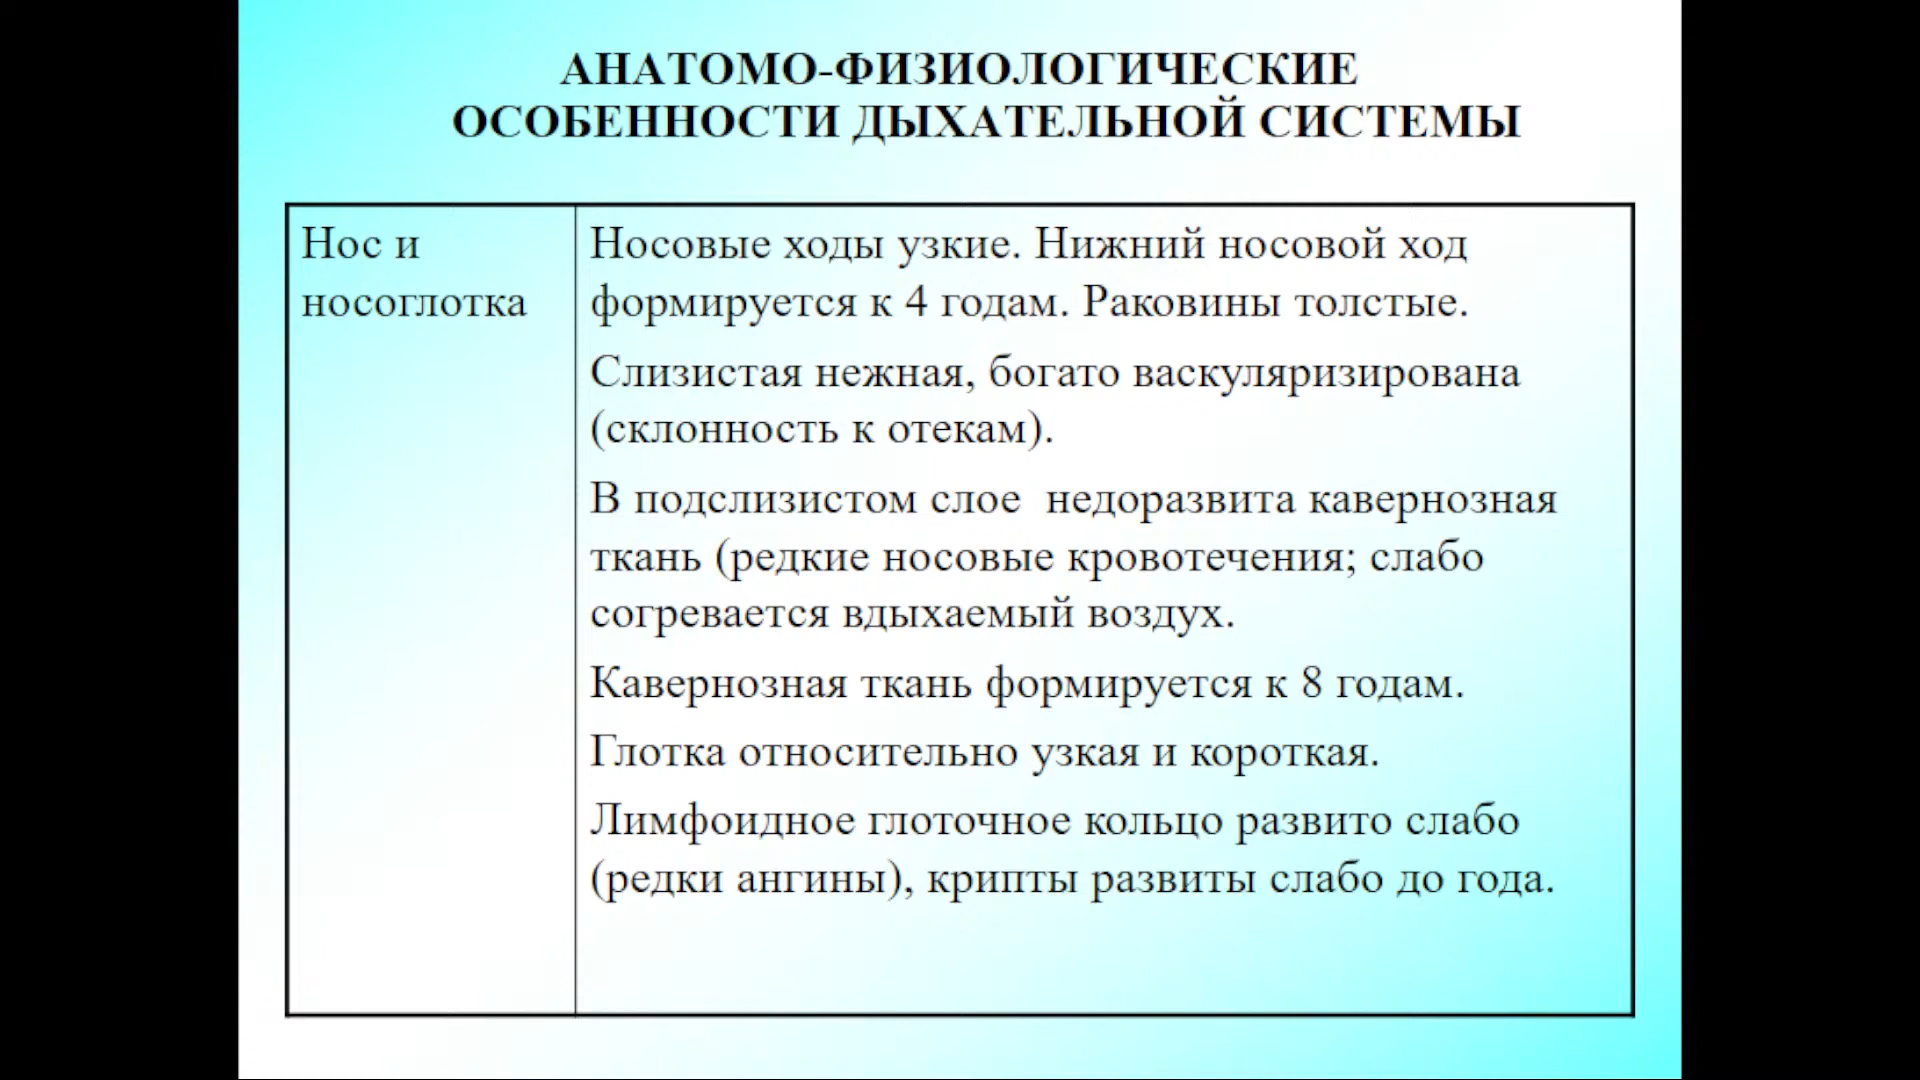 АНАТОМО-ФИЗИОЛОГИЧЕСКИЕ
ОСОБЕННОСТИ ДЫХАТЕЛЬНОЙ СИСТЕМЫ
Нос и
носоглотка
Носовые ходы узкие. Нижний носовой ход
формируется к 4 годам. Раковины толстые.
Слизистая нежная, богато васкуляризирована
(склонность к отекам).
В подслизистом слое  недоразвита кавернозная
ткань (редкие носовые кровотечения; слабо
согревается вдыхаемый воздух.
Кавернозная ткань формируется к 8 годам.
Глотка относительно узкая и короткая.
Лимфоидное глоточное кольцо развито слабо
(редки ангины), крипты развиты слабо до года.